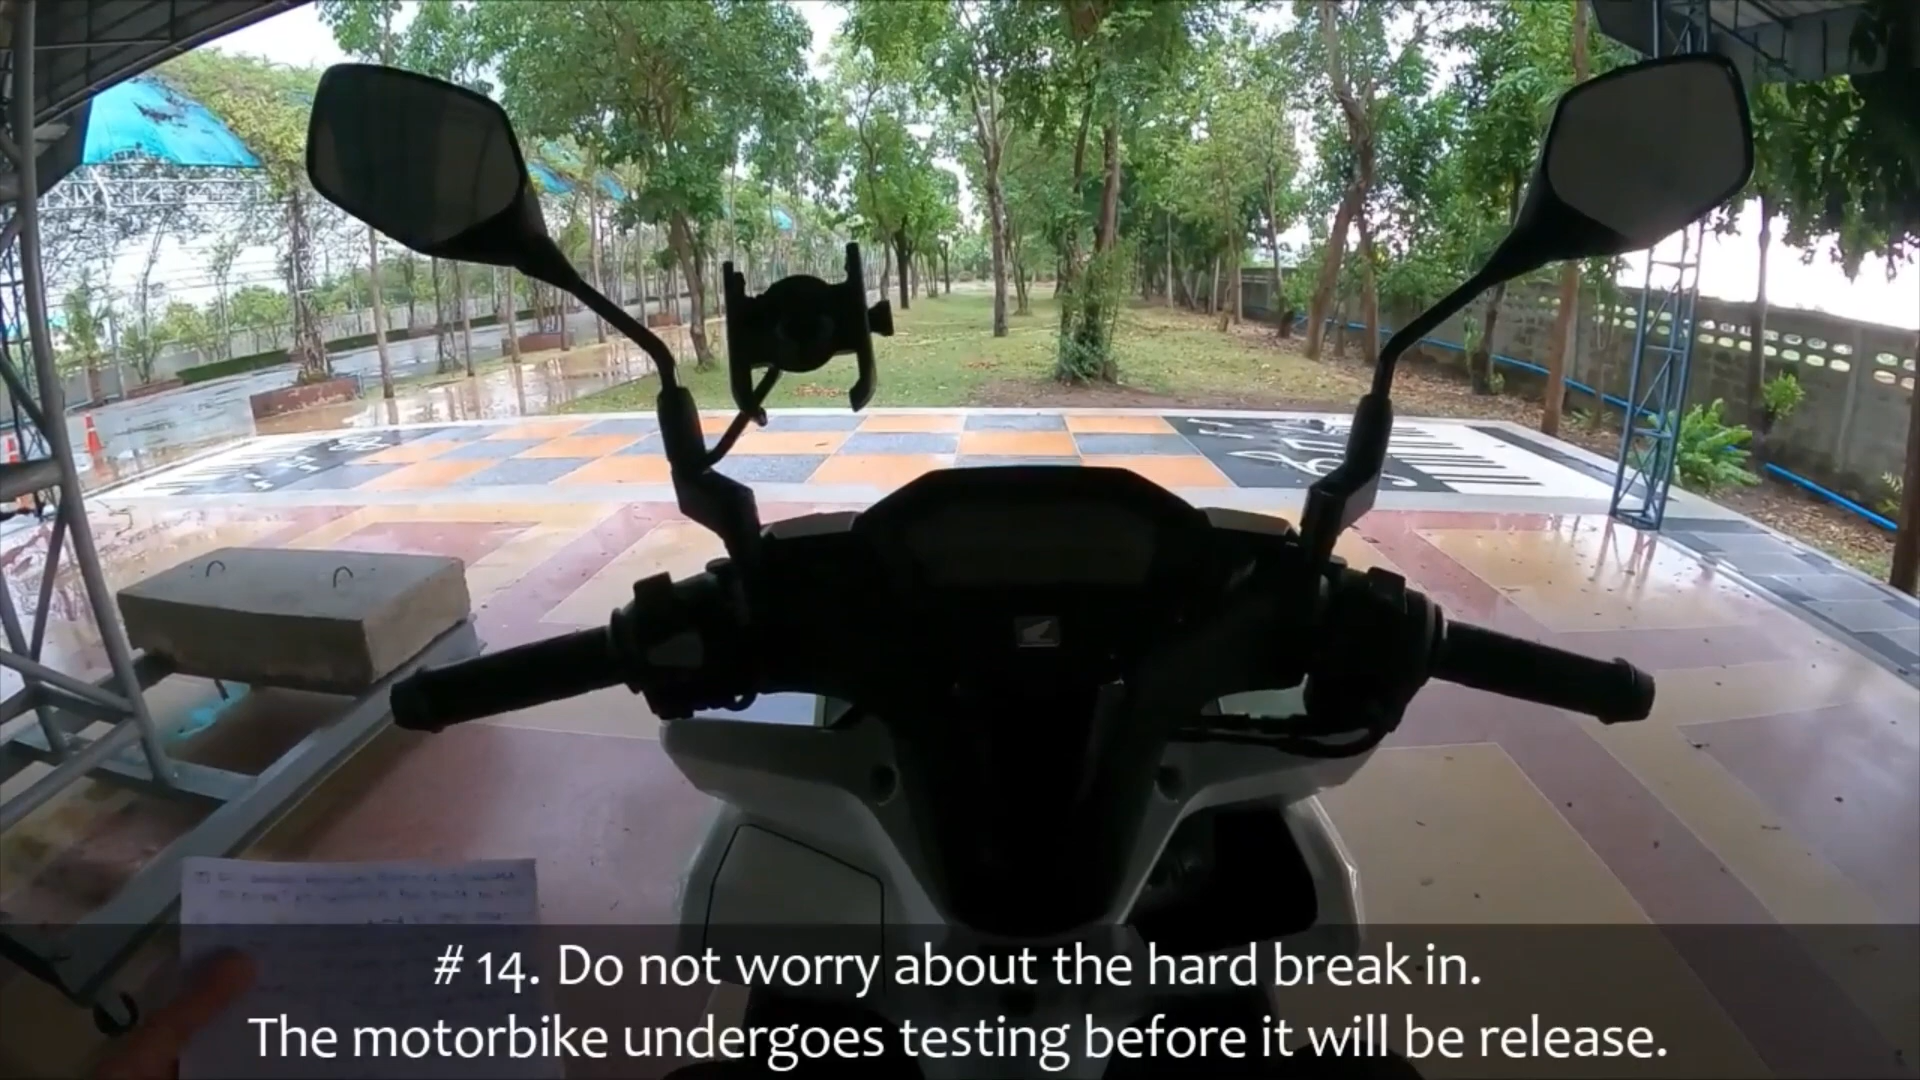 # 14. Do not worry about the hard break in.
The motorbike undergoes testing before it will be release.